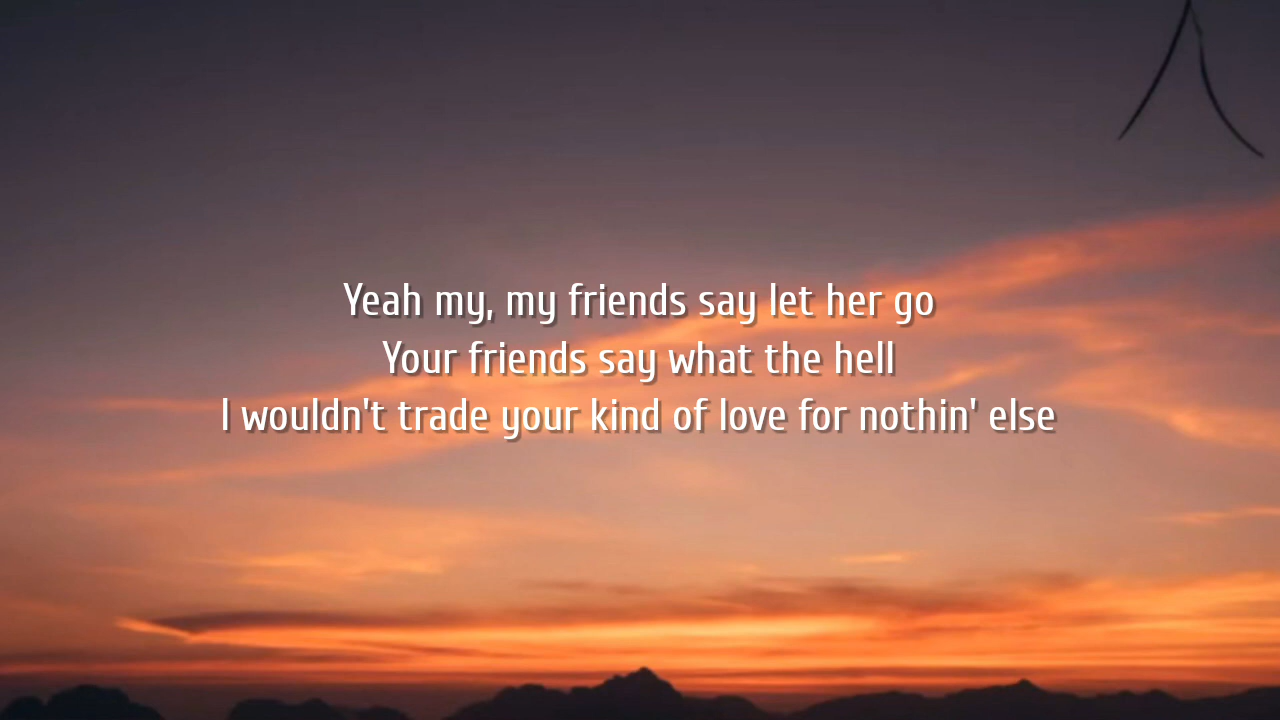 Yeah my, my friends say let her go
Your friends say what the hell
I wouldn't trade your kind of love for nothin' else